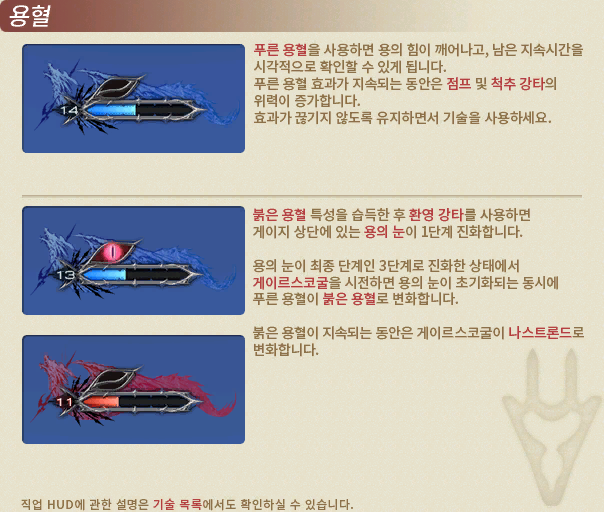 용혈
푸른 용혈을 사용하면 용의 힘이 깨어나고, 남은 지속시간을
시각적으로 확인할 수 있게 됩니다.
푸른 용혈 효과가 지속되는 동안은 점프 및 척추 강타의
위력이 증가합니다.
효과가 끊기지 않도록 유지하면서 기술을 사용하세요.
14
붉은 용혈 특성을 습득한 후 환영 강타를 사용하면
게이지 상단에 있는 용의 눈이 1단계 진화합니다.
용의 눈이 최종 단계인 3단계로 진화한 상태에서
게이르스코굴을 시전하면 용의 눈이 초기화되는 동시에
푸른 용혈이 붉은 용혈로 변화합니다.
13
붉은 용혈이 지속되는 동안은 게이르스코굴이 나스트론드로
변화합니다.
11
직업 HUD에 관한 설명은 기술 목록에서도 확인하실 수 있습니다.